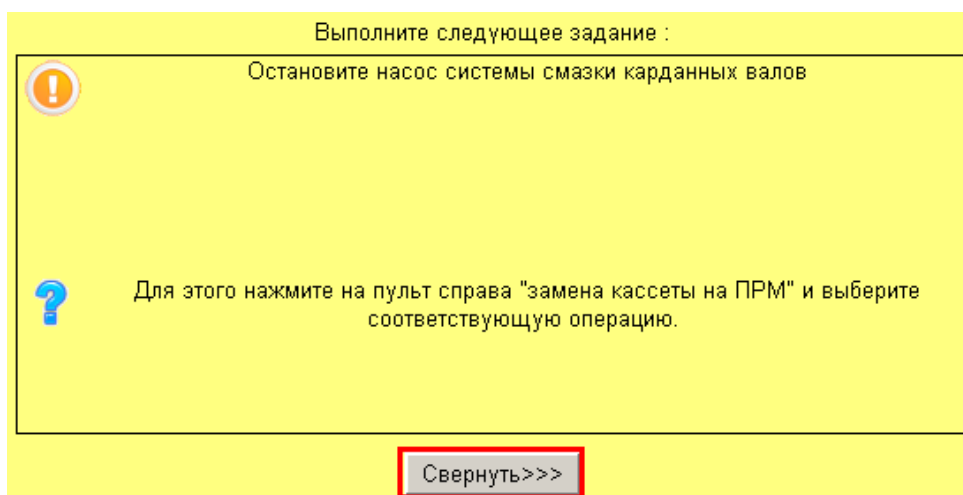 Выполните следующее задание :
Остановите насос системы смазки карданных валов
Для этого нажмите на пульт справа "замена кассеты на ПРМ" и выберите
соответствующую операцию.
Свернуть>>>